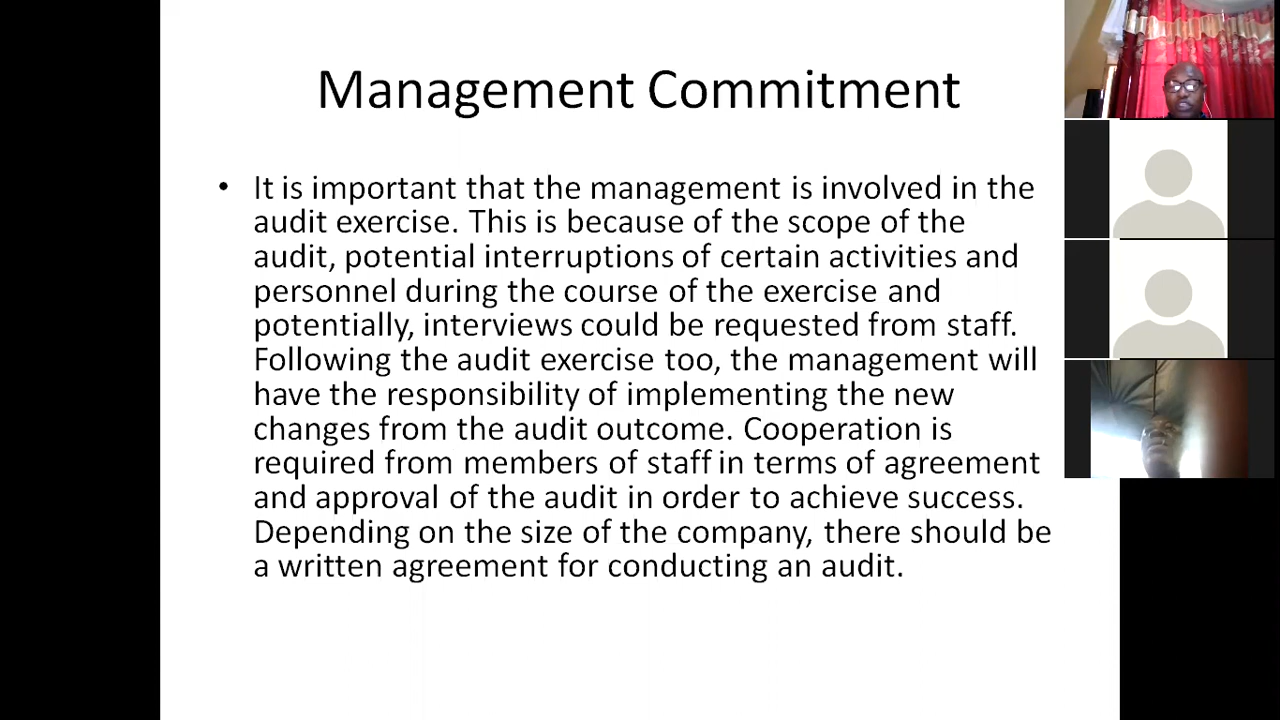 Management Commitment
• It is important that the management is involved in the
audit exercise. This is because of the scope of the
audit, potential interruptions of certain activities and
personnel during the course of the exercise and
potentially, interviews could be requested from staff.
Following the audit exercise too, the management will
have the responsibility of implementing the new
changes from the audit outcome. Cooperation is
required from members of staff in terms of agreement
and approval of the audit in order to achieve success.
Depending on the size of the company, there should be
a written agreement for conducting an audit.